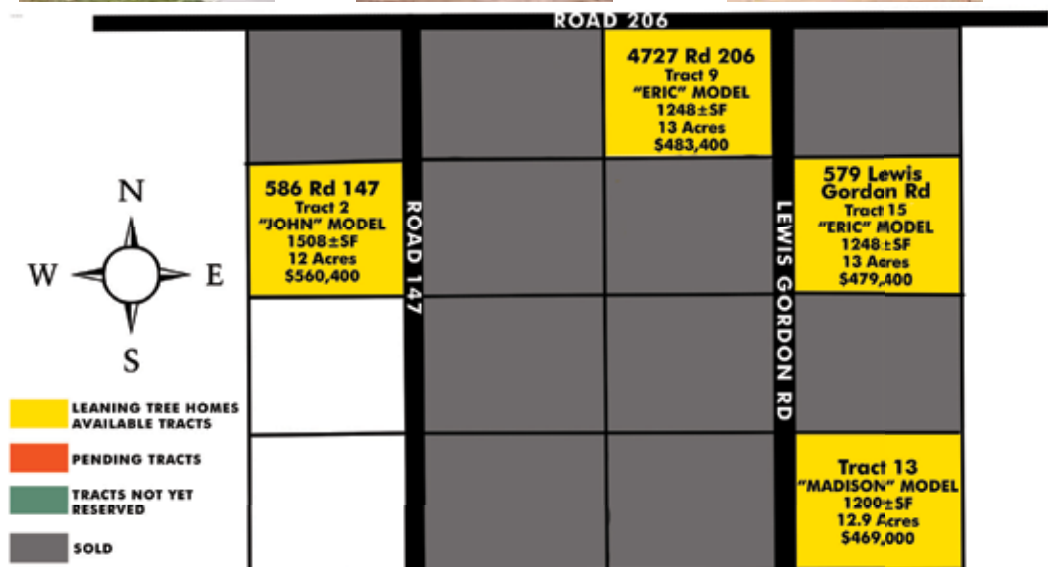 ROAD 206
4727 Rd 206
Tract 9
"ERIC" MODEL
1248±SF
13 Acres
$483,400
586 Rd 147
Tract 2
"JOHN" MODEL
1508±SF
12 Acres
$560,400
ROAD 147
LEWIS GORDON RD
579 Lewis
Gordan Rd
Tract 15
"ERIC" MODEL
1248±SF
13 Acres
$479,400
N
W
E
S
LEANING TREE HOMES
AVAILABLE TRACTS
PENDING TRACTS
TRACTS NOT YET
RESERVED
SOLD
Tract 13
"MADISON" MODEL
1200±SF
12.9 Acres
$469,000